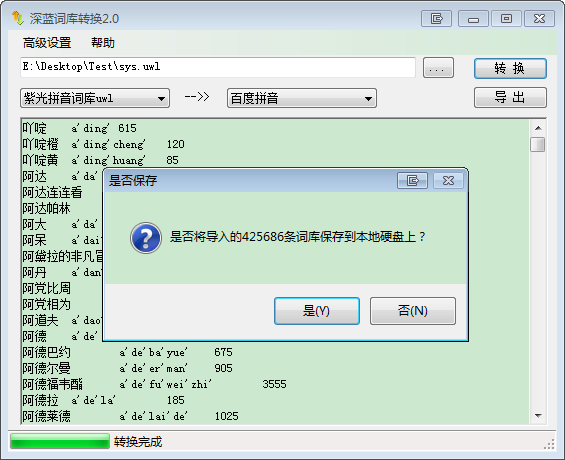 深蓝词库转换2.0
高级设置 帮助
E:\Desktop\Test\sys.uwl ... 转 换
紫光拼音词库uwl -->> 百度拼音 导 出
吖啶 a'ding' 615
吖啶橙 a'ding'cheng' 120
吖啶黄 a'ding'huang' 85
阿达 a'da'
阿达连连看
阿达帕林
阿大 a'da'
阿呆 a'dai
阿黛拉的非凡冒
阿丹 a'dan
阿党比周
阿党相为
阿道夫 a'dao
阿德 a'de'
阿德巴约 a'de'ba'yue' 675
阿德尔曼 a'de'er'man' 905
阿德福韦酯 a'de'fu'wei'zhi' 3555
阿德拉 a'de'la' 185
阿德莱德 a'de'lai'de' 1025
是否保存
是否将导入的425686条词库保存到本地硬盘上？
是(Y) 否(N)
转换完成